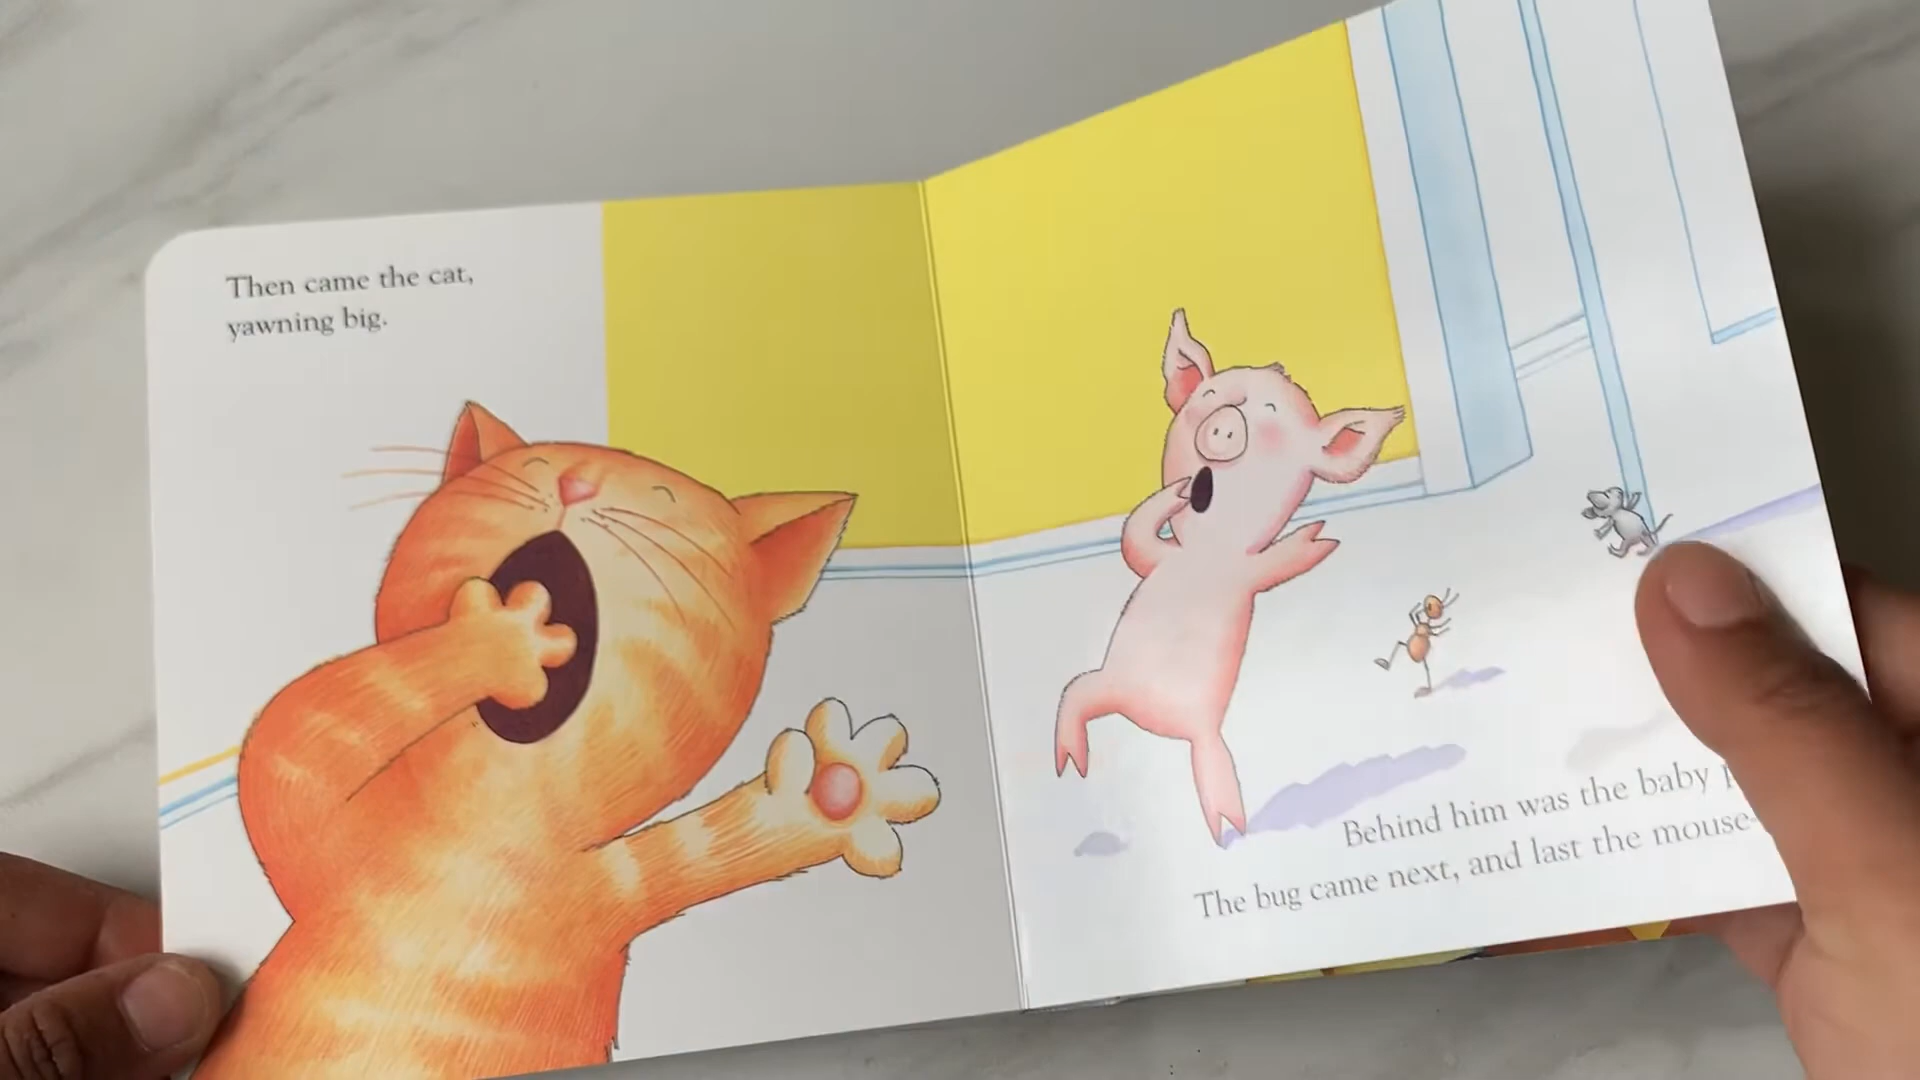 Then came the cat,
yawning big.
Behind him was the baby
The bug came next, and last the mouse